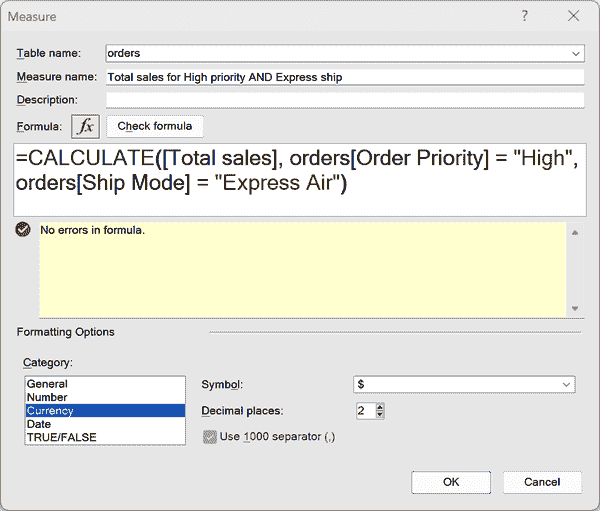 Measure ?
Table name: orders
Measure name: Total sales for High priority AND Express ship
Description:
Formula: fx Check formula
=CALCULATE([Total sales], orders[Order Priority] = "High",
orders[Ship Mode] = "Express Air")
No errors in formula.
Formatting Options
Category:
General
Number
Currency
Date
TRUE/FALSE
Symbol: $
Decimal places: 2
Use 1000 separator (,)
OK Cancel